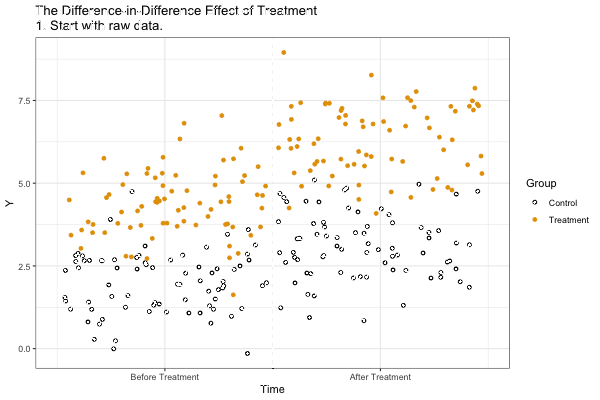 The Difference-in-Difference Effect of Treatment
1. Start with raw data.
7.5
5.0
2.5
0.0
Y
Before Treatment
After Treatment
Time
Group
Control
Treatment